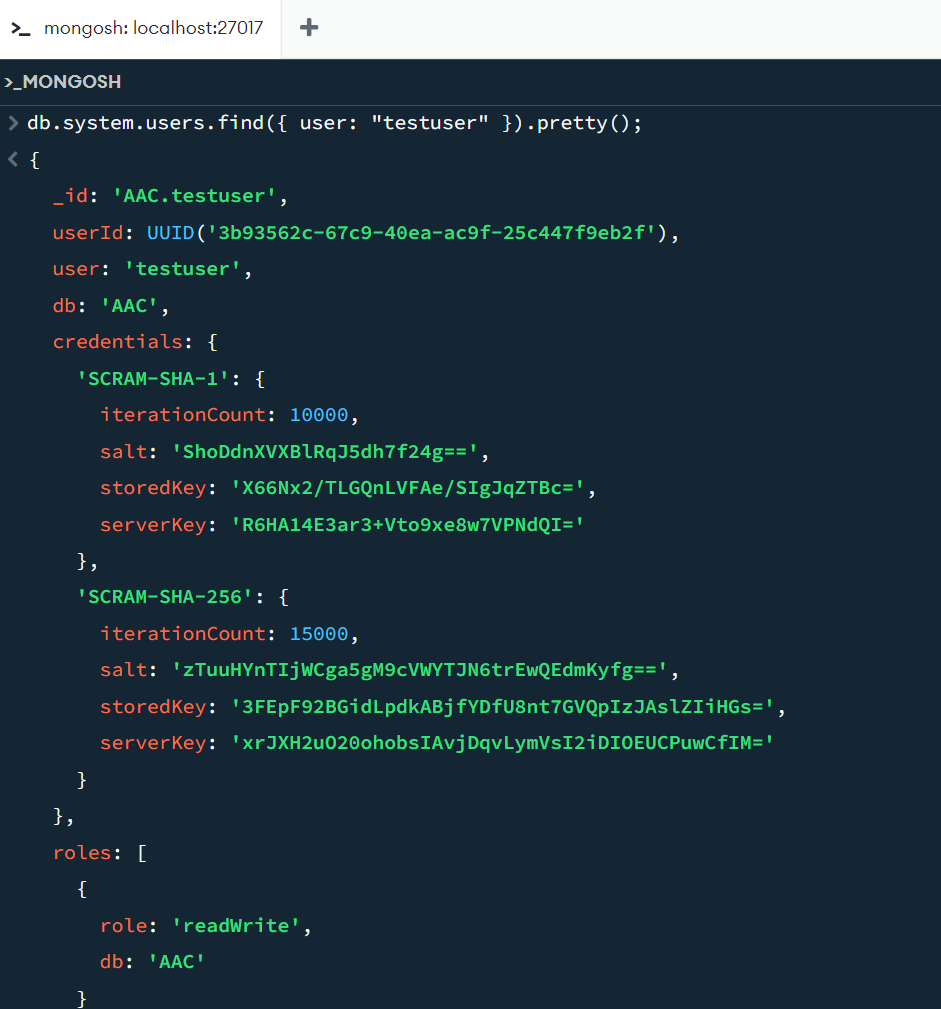 mongosh: localhost:27017
>_MONGOSH
db.system.users.find({ user: "testuser" }).pretty();
{
_id: 'AAC.testuser',
userId: UUID('3b93562c-67c9-40ea-ac9f-25c447f9eb2f'),
user: 'testuser',
db: 'AAC',
credentials: {
'SCRAM-SHA-1': {
iterationCount: 10000,
salt: 'ShoDdnXVXBlRqJ5dh7f24g==',
storedKey: 'X66Nx2/TLGQnLVFAe/SIgJqZTBc=',
serverKey: 'R6HA14E3ar3+Vto9xe8w7VPNdQI='
},
'SCRAM-SHA-256': {
iterationCount: 15000,
salt: 'zTuuHYnTIjWCga5gM9cVWYTJN6trEwQEdmKyfg==',
storedKey: '3FEpF92BGidLpdkABjfYDfU8nt7GVQpIzJAslZIiHGs=',
serverKey: 'xrJXH2uO20ohobsIAvjDqvLymVsI2iDIOEUCPuwCfIM='
}
},
roles: [
{
role: 'readWrite',
db: 'AAC'
}